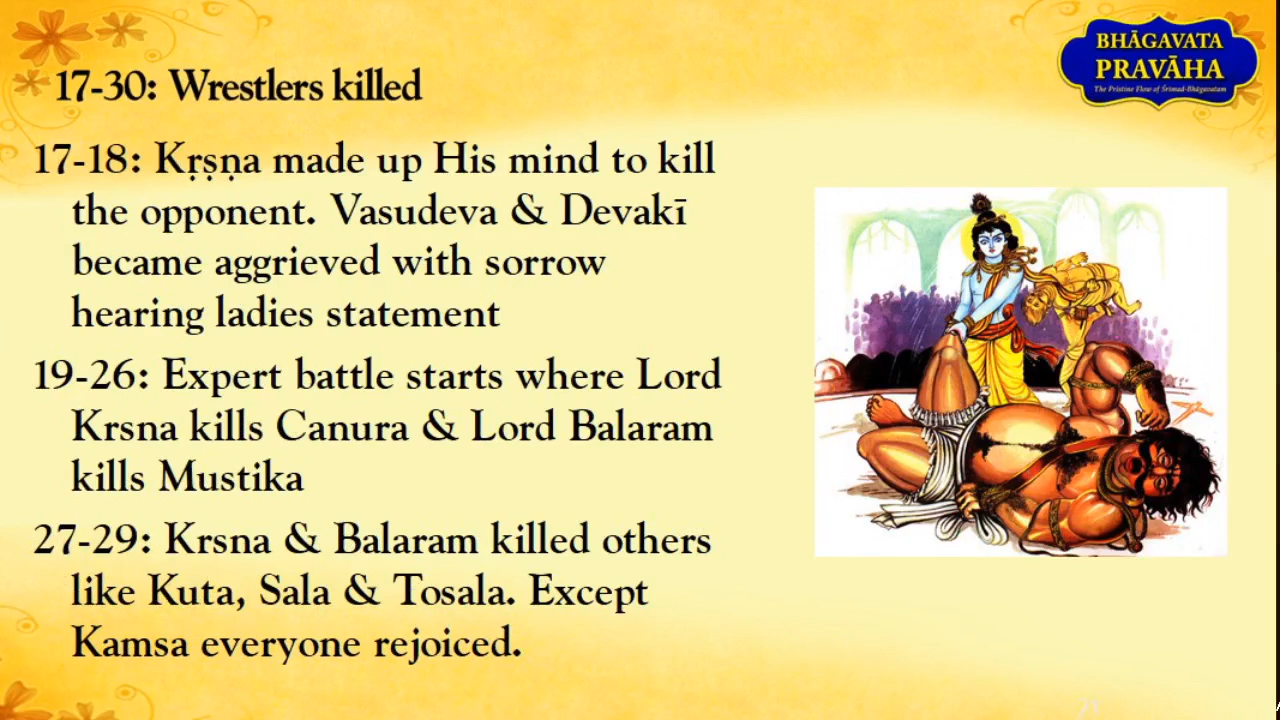 BHĀGAVATA
PRAVĀHA
The Pristine Flow of Śrīmad-Bhāgavatam
17-30: Wrestlers killed
17-18: Kṛṣṇa made up His mind to kill
the opponent. Vasudeva & Devakī
became aggrieved with sorrow
hearing ladies statement
19-26: Expert battle starts where Lord
Krsna kills Canura & Lord Balaram
kills Mustika
27-29: Krsna & Balaram killed others
like Kuta, Sala & Tosala. Except
Kamsa everyone rejoiced.